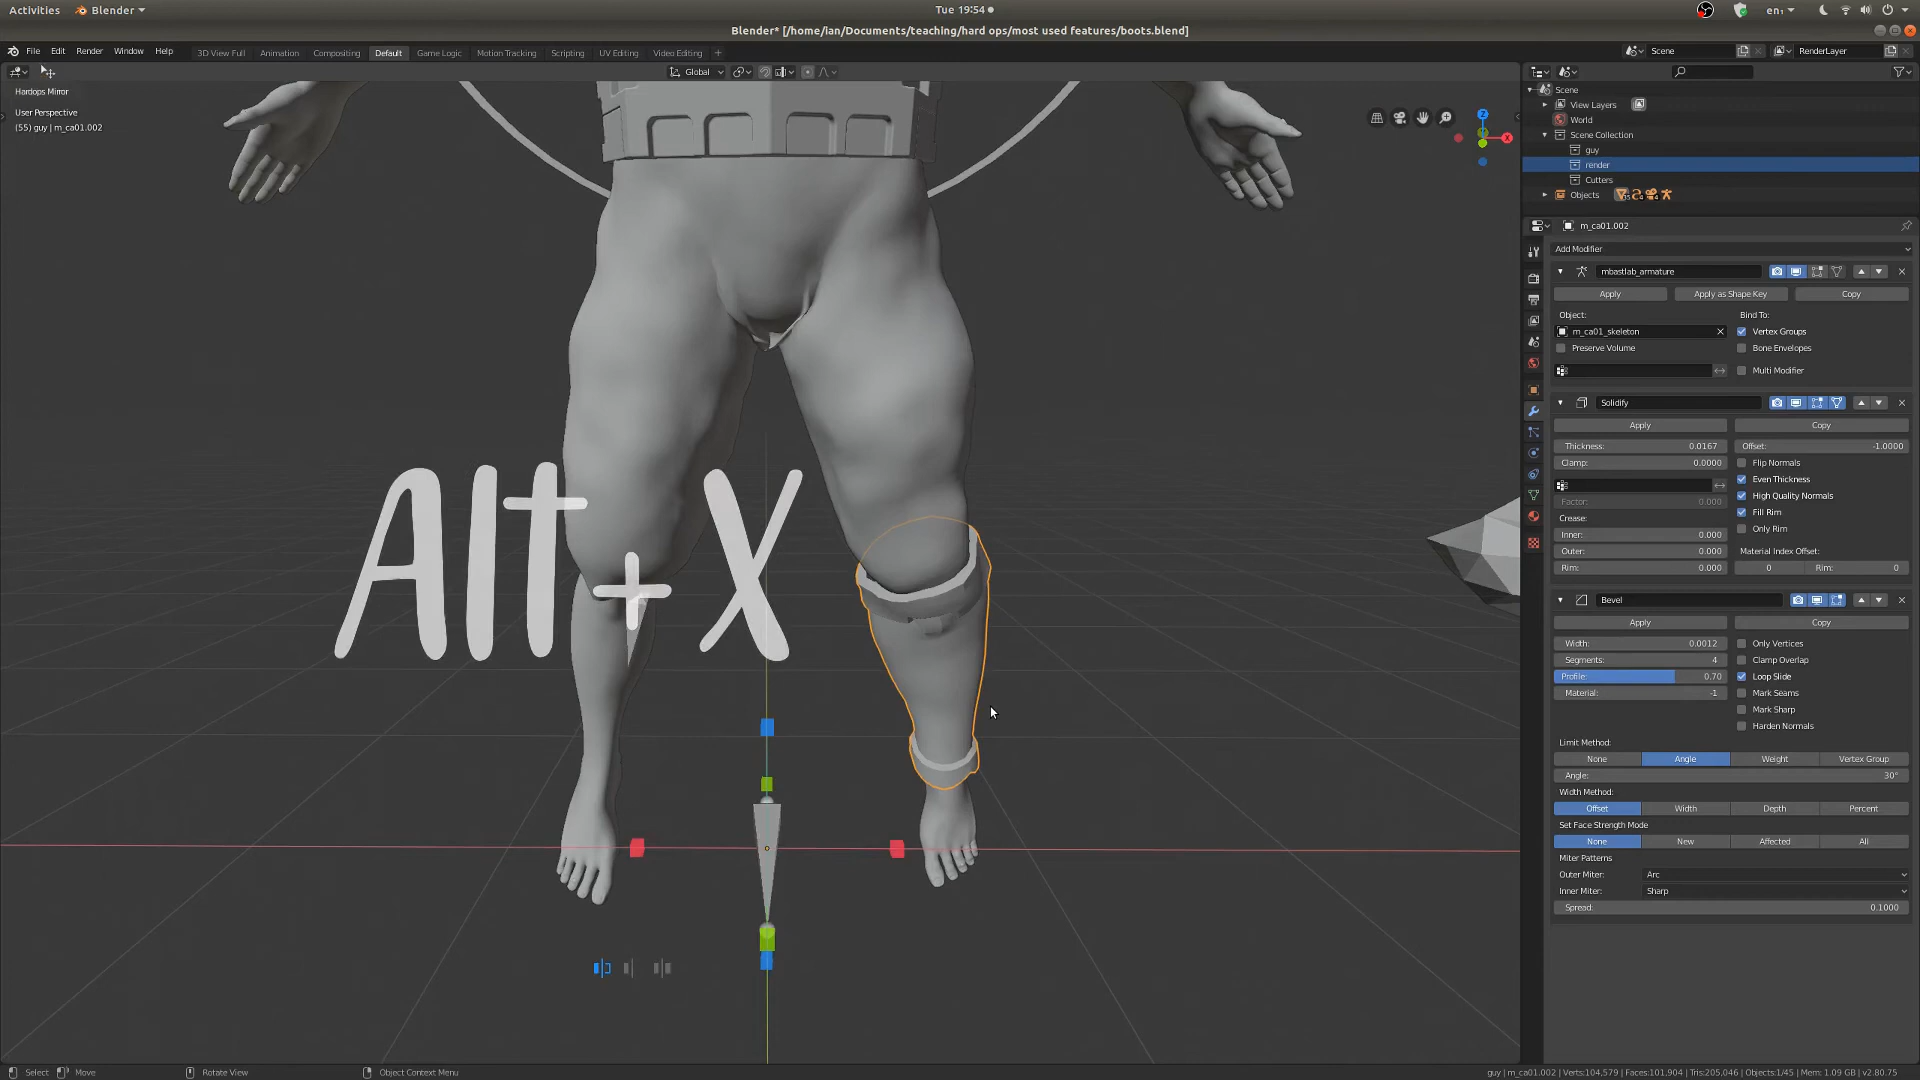 Activities Blender Tue 19:54 en₁
Blender* [/home/ian/Documents/teaching/hard ops/most used features/boots.blend]
File Edit Render Window Help 3D View Full Animation Compositing Default Game Logic Motion Tracking Scripting UV Editing Video Editing + Scene RenderLayer
Global
Hardops Mirror
User Perspective
(55) guy | m_ca01.002
Z
X
Alt+X
Scene
View Layers
World
Scene Collection
guy
render
Cutters
Objects
m_ca01.002
Add Modifier
mbastlab_armature
Apply Apply as Shape Key Copy
Object: Bind To:
m_ca01_skeleton Vertex Groups
Preserve Volume Bone Envelopes
Multi Modifier
Solidify
Apply Copy
Thickness: 0.0167 Offset: -1.0000
Clamp: 0.0000 Flip Normals
Even Thickness
High Quality Normals
Factor: 0.000 Fill Rim
Crease: Only Rim
Inner: 0.000
Outer: 0.000 Material Index Offset:
Rim: 0.000 0 Rim: 0
Bevel
Apply Copy
Width: 0.0012 Only Vertices
Segments: 4 Clamp Overlap
Profile: 0.70 Loop Slide
Material: -1 Mark Seams
Mark Sharp
Harden Normals
Limit Method:
None Angle Weight Vertex Group
Angle: 30°
Width Method:
Offset Width Depth Percent
Set Face Strength Mode
None New Affected All
Miter Patterns
Outer Miter: Arc
Inner Miter: Sharp
Spread: 0.1000
Select Move Rotate View Object Context Menu guy | m_ca01.002 | Verts:104,579 | Faces:101,904 | Tris:205,046 | Objects:1/45 | Mem: 1.09 GB | v2.80.75